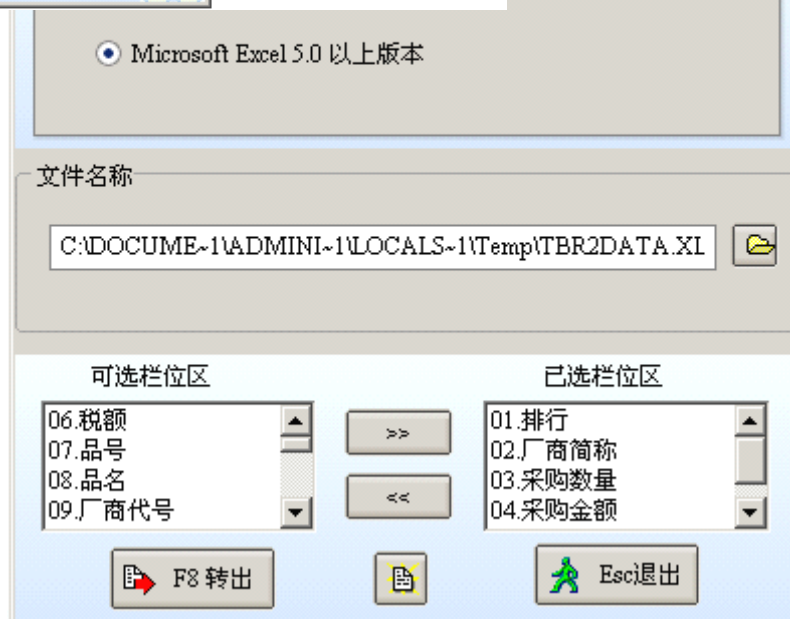 Microsoft Excel 5.0 以上版本
文件名称
C:\DOCUME~1\ADMINI~1\LOCALS~1\Temp\TBR2DATA.XL
可选栏位区
已选栏位区
06.税额
07.品号
08.品名
09.厂商代号
>>
<<
01.排行
02.厂商简称
03.采购数量
04.采购金额
F8 转出
Esc退出